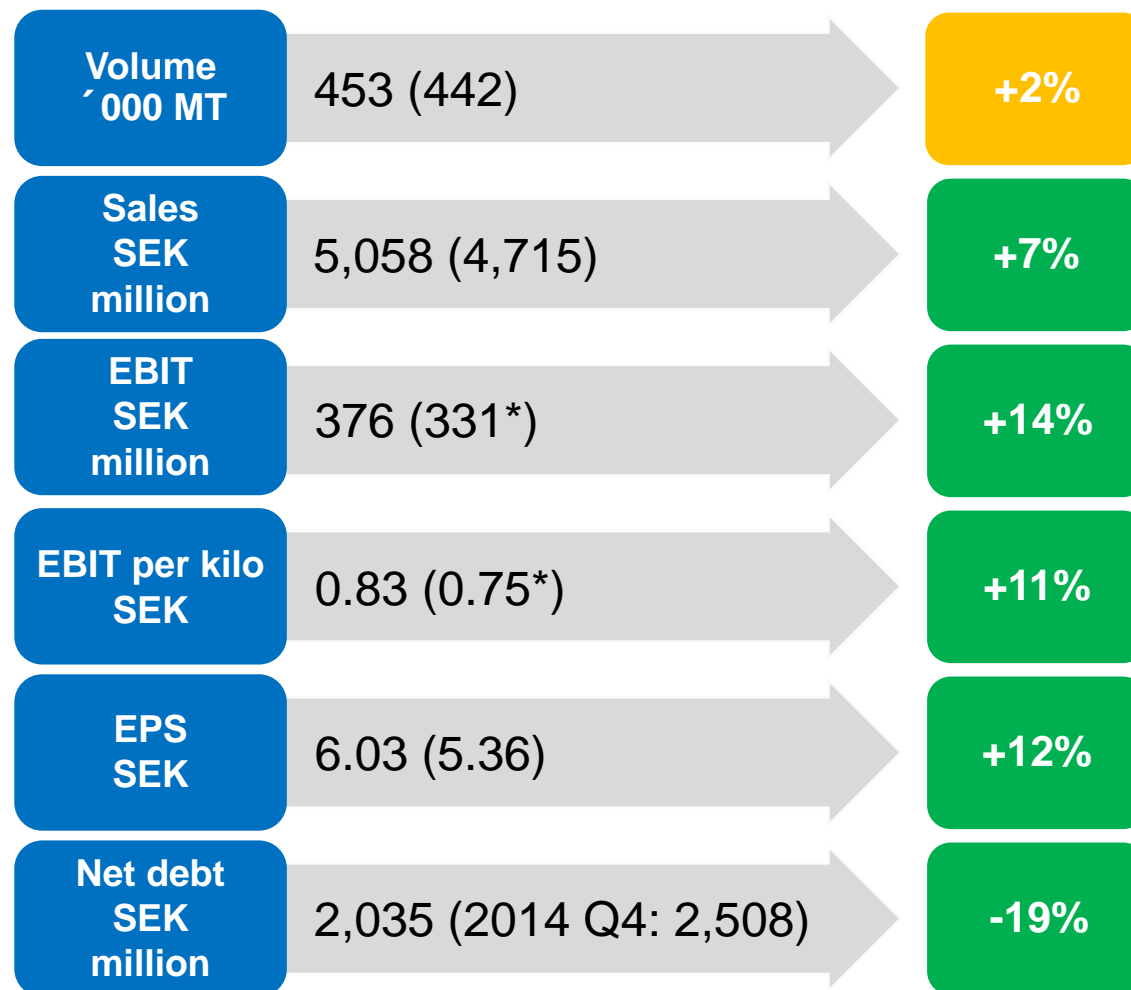 Volume
´000 MT
453 (442)
+2%
Sales
SEK
million
5,058 (4,715)
+7%
EBIT
SEK
million
376 (331*)
+14%
EBIT per kilo
SEK
0.83 (0.75*)
+11%
EPS
SEK
6.03 (5.36)
+12%
Net debt
SEK
million
2,035 (2014 Q4: 2,508)
-19%